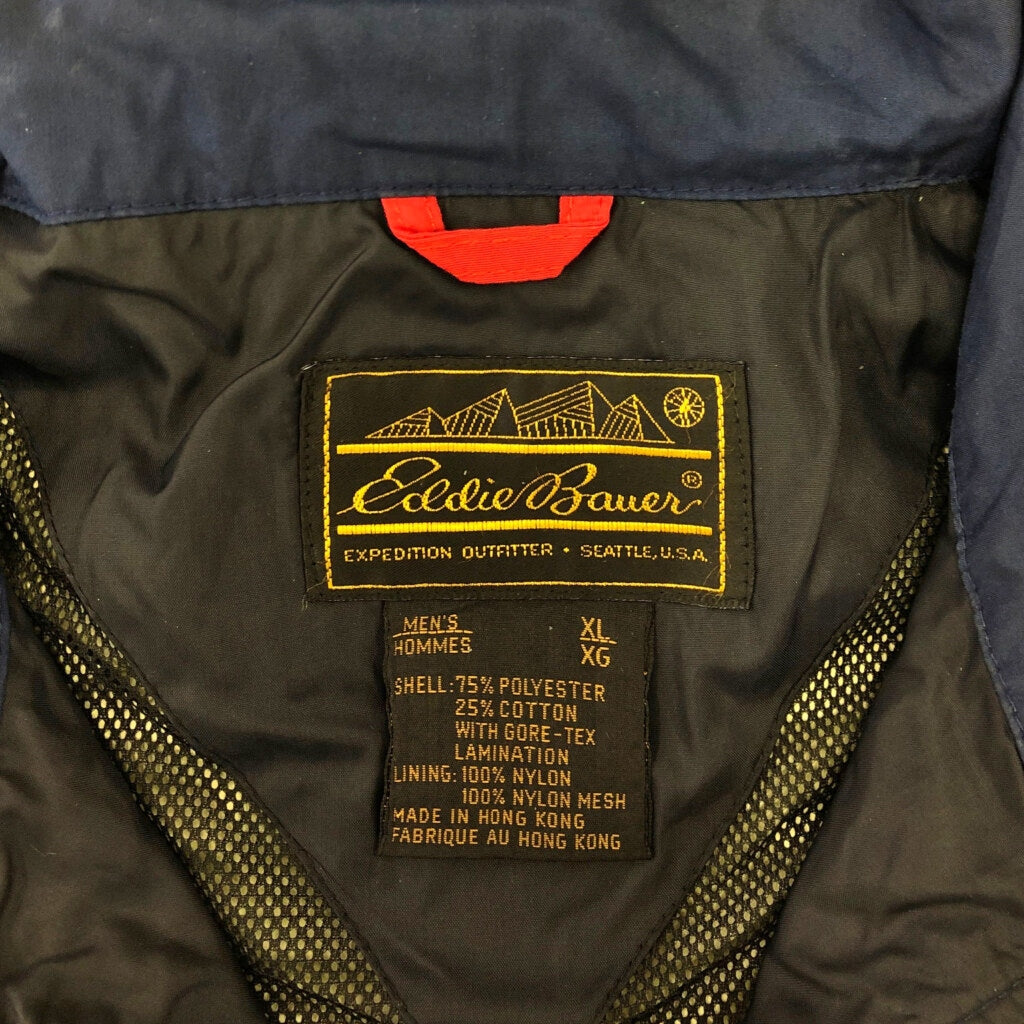 Eddie Bauer®
EXPEDITION OUTFITTER • SEATTLE, U.S.A.
MEN'S XL
HOMMES XG
SHELL: 75% POLYESTER
25% COTTON
WITH GORE-TEX
LAMINATION
LINING: 100% NYLON
100% NYLON MESH
MADE IN HONG KONG
FABRIQUE AU HONG KONG